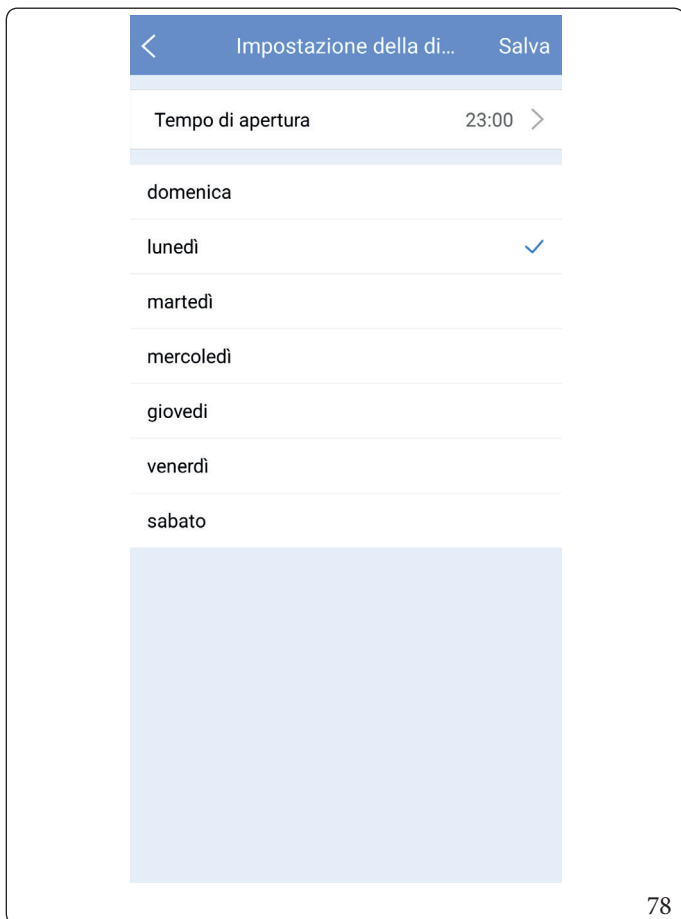 Impostazione della di... Salva
Tempo di apertura 23:00
domenica
lunedì
martedì
mercoledì
giovedi
venerdì
sabato
78